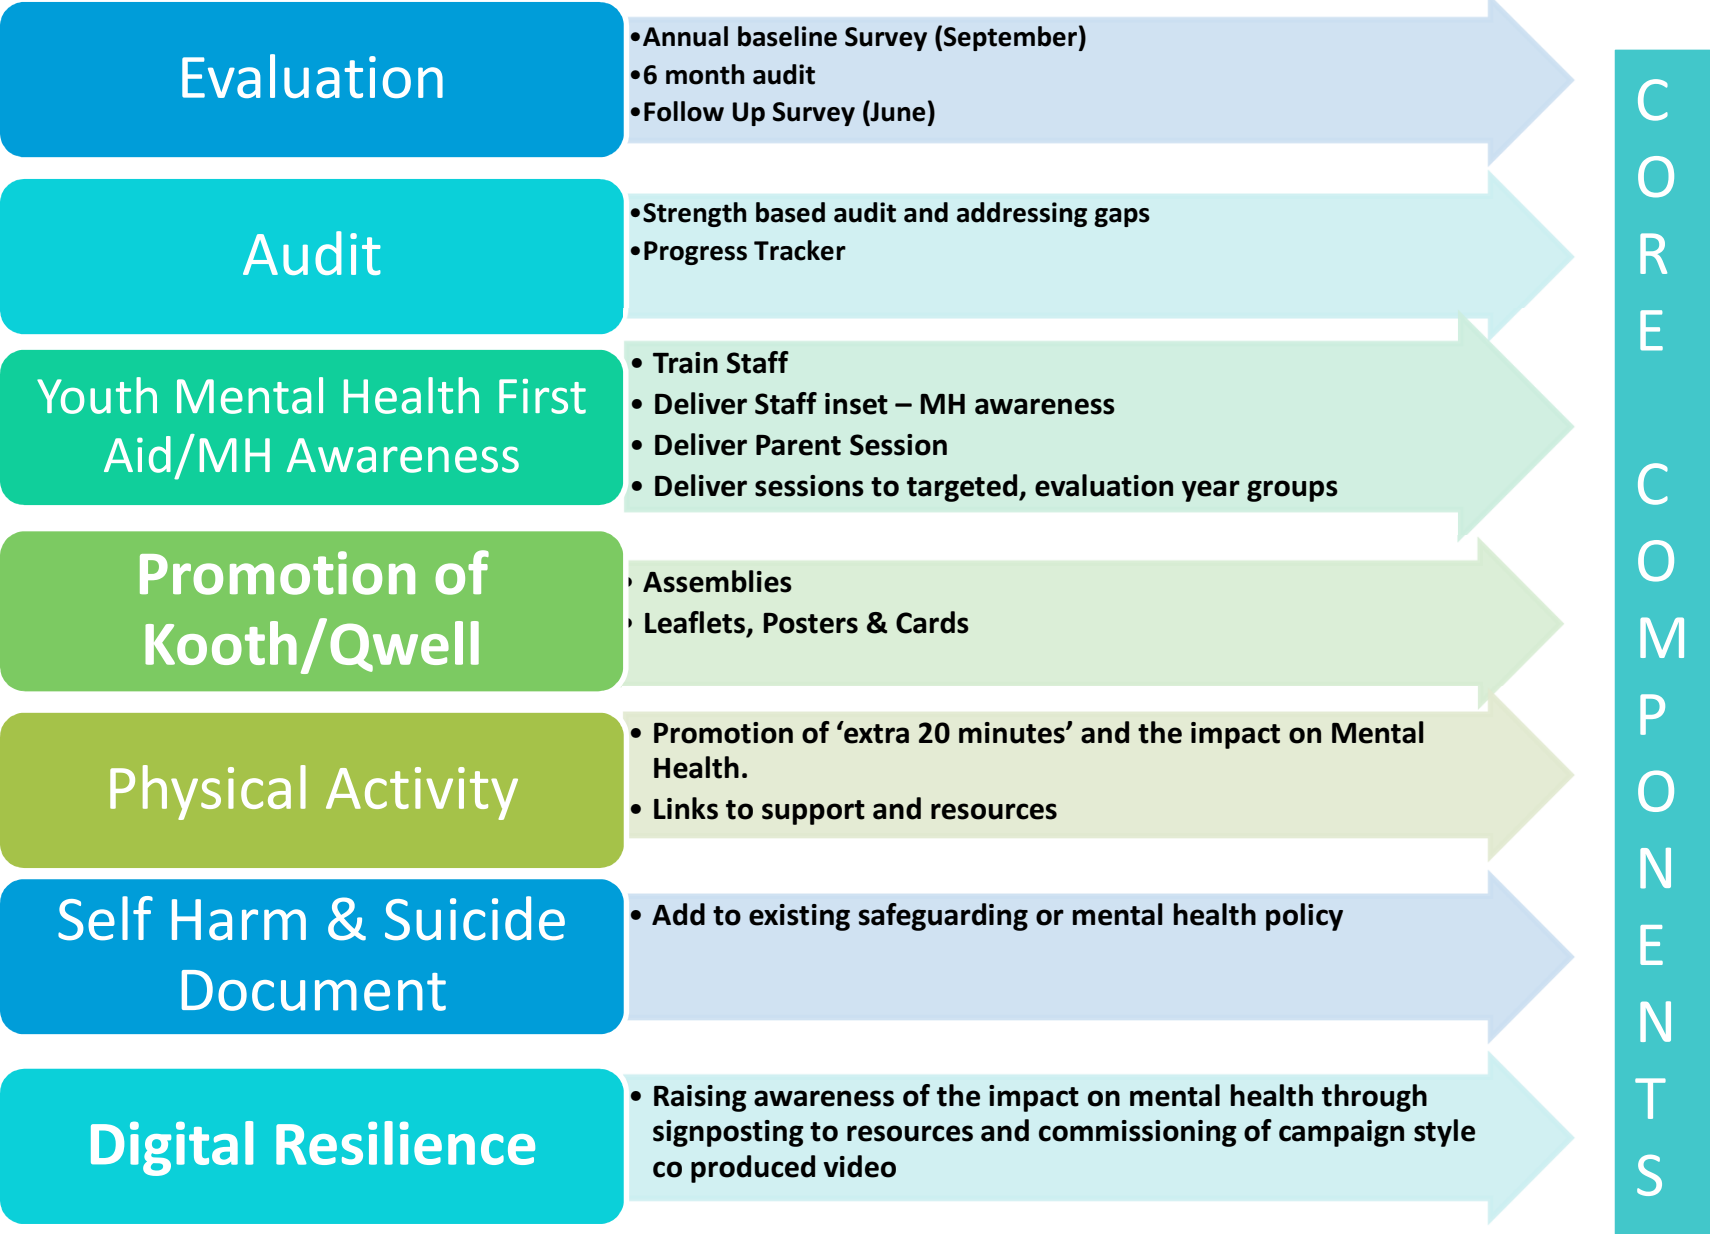 Evaluation
•Annual baseline Survey (September)
•6 month audit
•Follow Up Survey (June)
Audit
•Strength based audit and addressing gaps
•Progress Tracker
Youth Mental Health First
Aid/MH Awareness
• Train Staff
• Deliver Staff inset – MH awareness
• Deliver Parent Session
• Deliver sessions to targeted, evaluation year groups
Promotion of
Kooth/Qwell
• Assemblies
• Leaflets, Posters & Cards
Physical Activity
• Promotion of ‘extra 20 minutes’ and the impact on Mental
Health.
• Links to support and resources
Self Harm & Suicide
Document
• Add to existing safeguarding or mental health policy
Digital Resilience
• Raising awareness of the impact on mental health through
signposting to resources and commissioning of campaign style
co produced video
CORE COMPONENTS